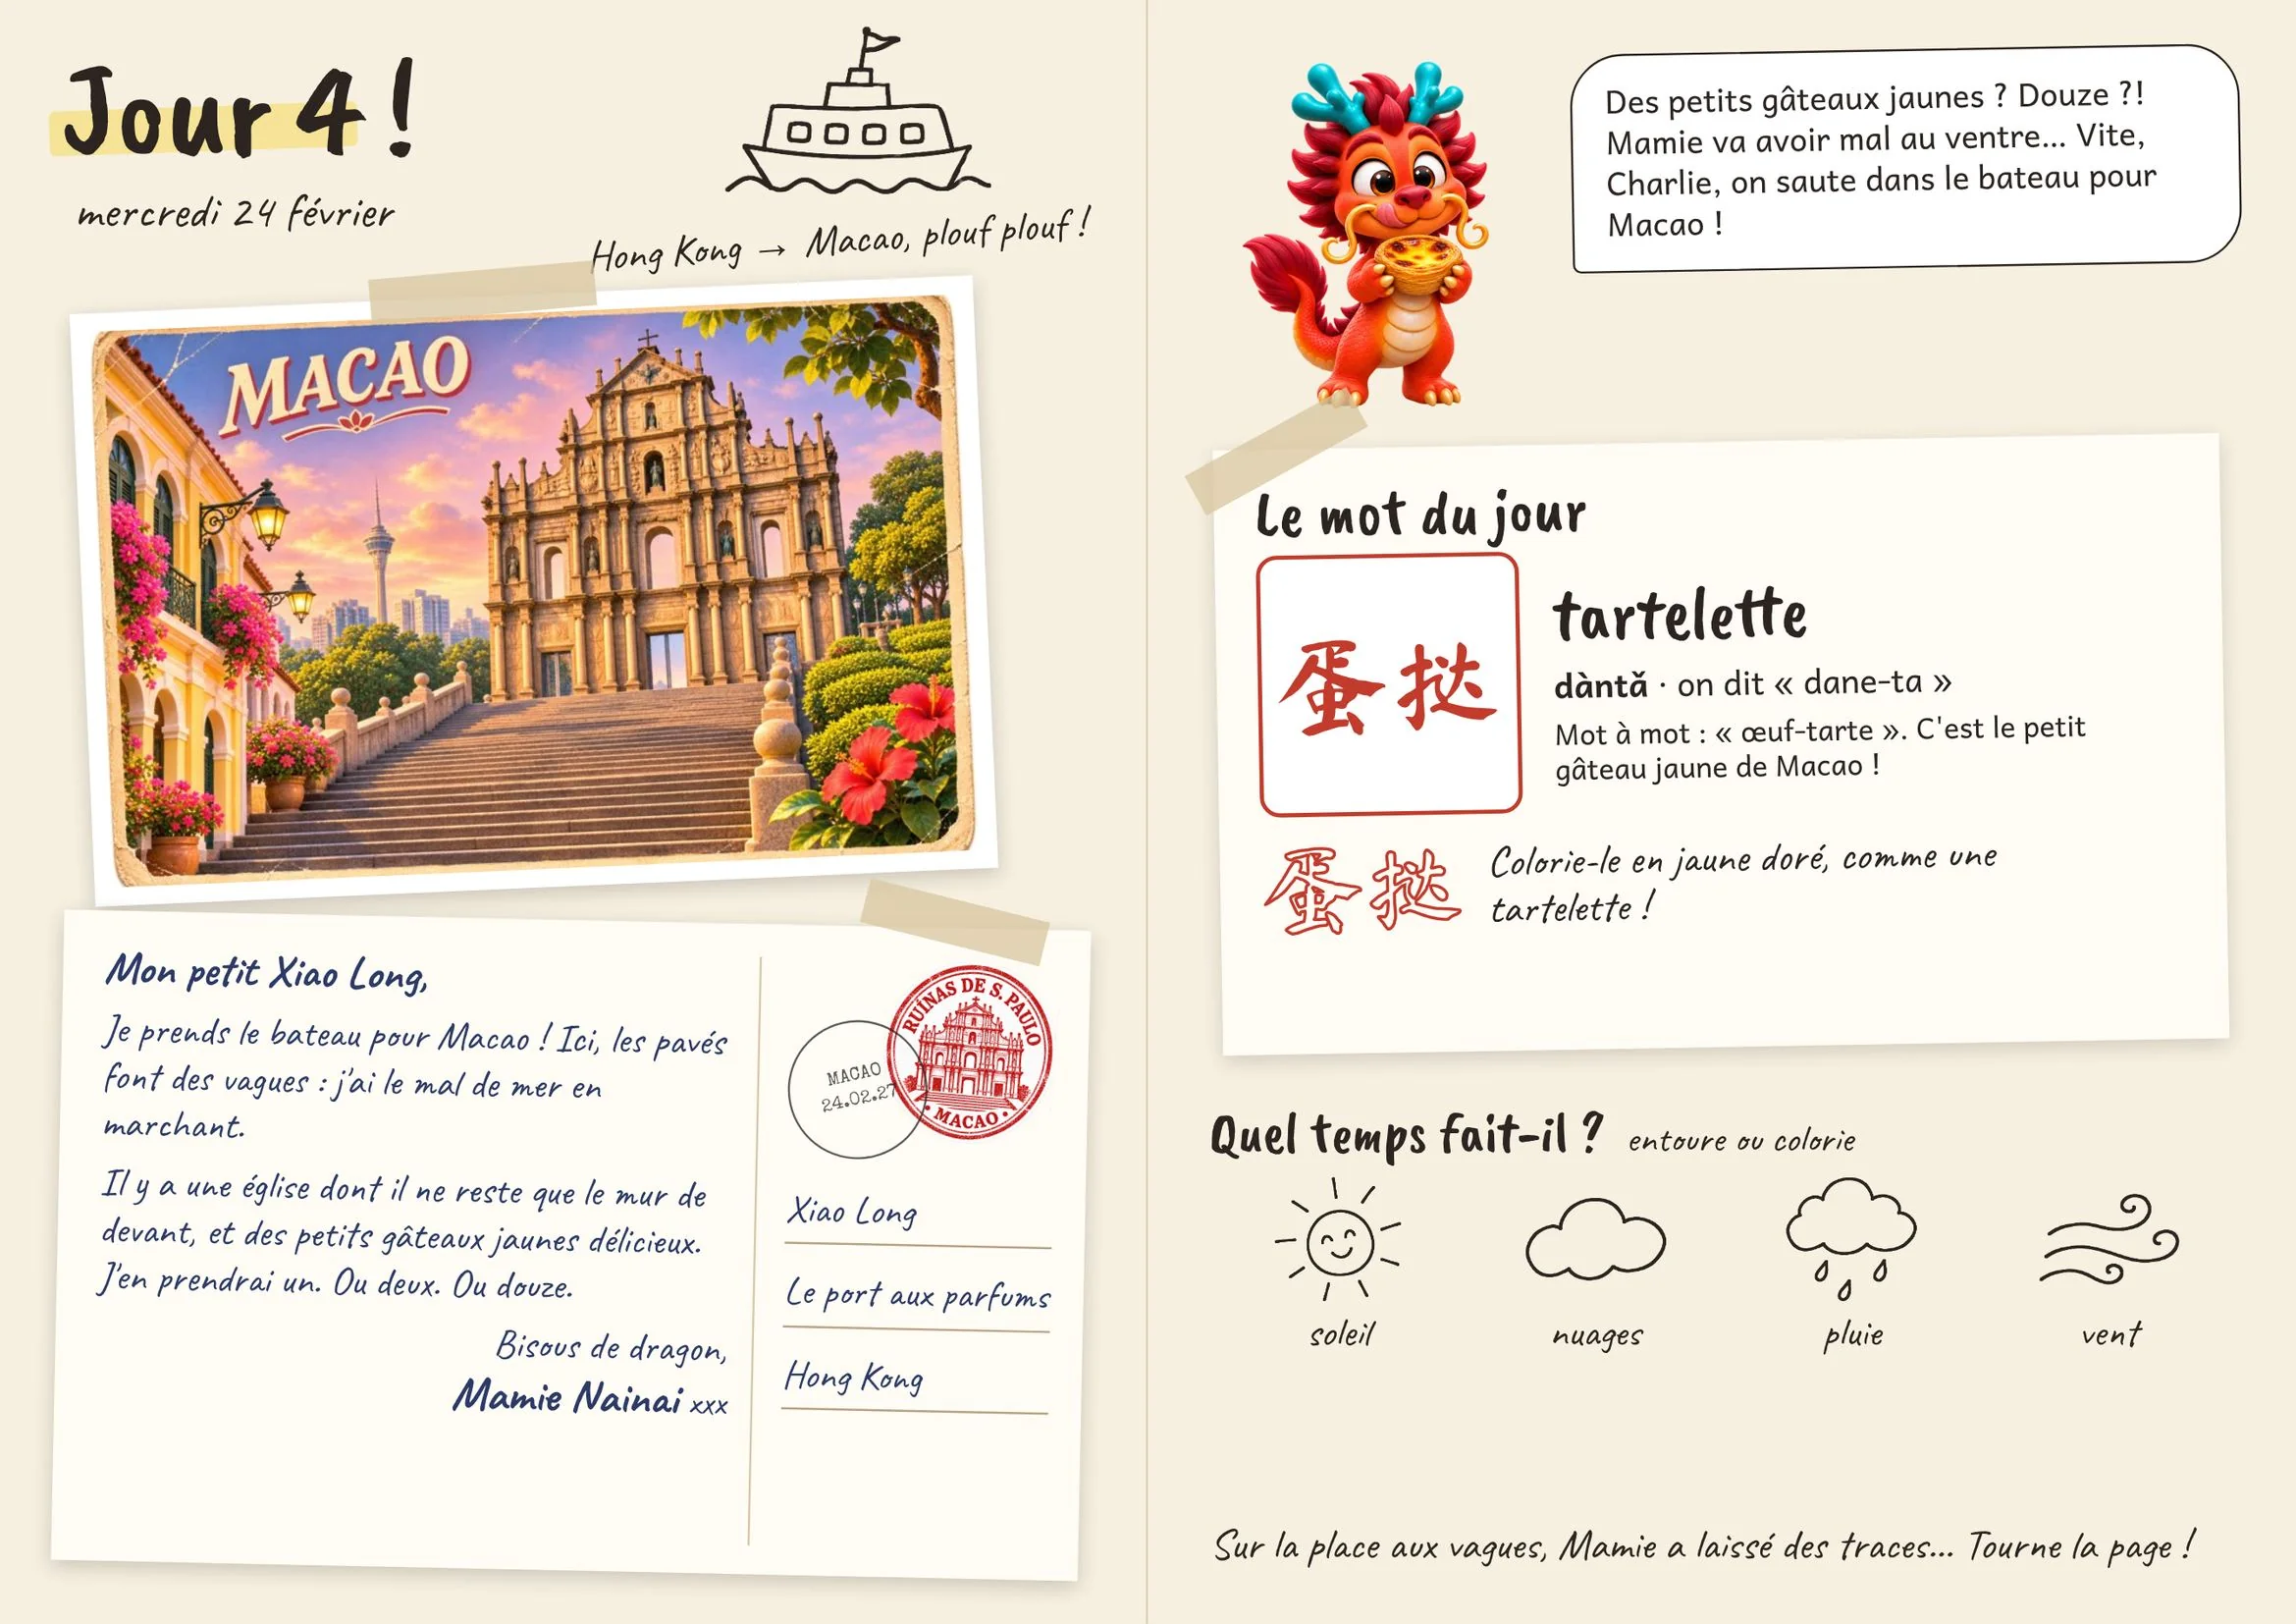 Jour 4 !
mercredi 24 février
Hong Kong → Macao, plouf plouf !
MACAO
Mon petit Xiao Long,
Je prends le bateau pour Macao ! Ici, les pavés
font des vagues : j'ai le mal de mer en
marchant.
Il y a une église dont il ne reste que le mur de
devant, et des petits gâteaux jaunes délicieux.
J'en prendrai un. Ou deux. Ou douze.
Bisous de dragon,
Mamie Nainai xxx
MACAO
24.02.27
RUÍNAS DE S. PAULO
• MACAO •
Xiao Long
Le port aux parfums
Hong Kong
Des petits gâteaux jaunes ? Douze ?!
Mamie va avoir mal au ventre... Vite,
Charlie, on saute dans le bateau pour
Macao !
Le mot du jour
蛋挞
tartelette
dàntǎ · on dit « dane-ta »
Mot à mot : « œuf-tarte ». C'est le petit
gâteau jaune de Macao !
蛋挞
Colorie-le en jaune doré, comme une
tartelette !
Quel temps fait-il ? entoure ou colorie
soleil
nuages
pluie
vent
Sur la place aux vagues, Mamie a laissé des traces... Tourne la page !